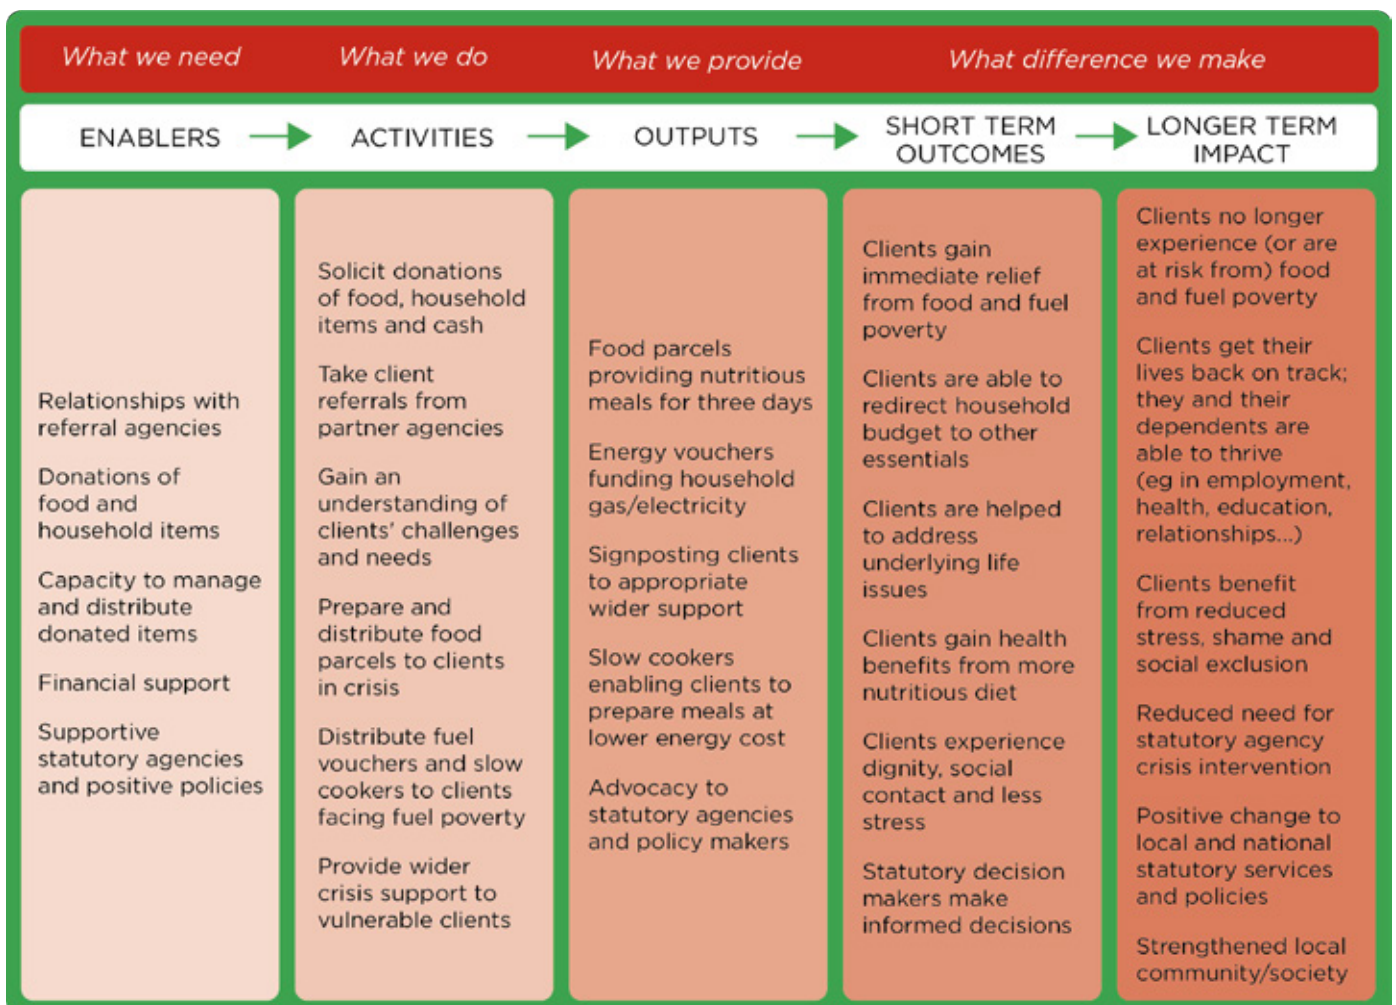 What we need
What we do
What we provide
What difference we make
ENABLERS
ACTIVITIES
OUTPUTS
SHORT TERM
OUTCOMES
LONGER TERM
IMPACT
Relationships with
referral agencies
Donations of
food and
household items
Capacity to manage
and distribute
donated items
Financial support
Supportive
statutory agencies
and positive policies
Solicit donations
of food, household
items and cash
Take client
referrals from
partner agencies
Gain an
understanding of
clients' challenges
and needs
Prepare and
distribute food
parcels to clients
in crisis
Distribute fuel
vouchers and slow
cookers to clients
facing fuel poverty
Provide wider
crisis support to
vulnerable clients
Food parcels
providing nutritious
meals for three days
Energy vouchers
funding household
gas/electricity
Signposting clients
to appropriate
wider support
Slow cookers
enabling clients to
prepare meals at
lower energy cost
Advocacy to
statutory agencies
and policy makers
Clients gain
immediate relief
from food and fuel
poverty
Clients are able to
redirect household
budget to other
essentials
Clients are helped
to address
underlying life
issues
Clients gain health
benefits from more
nutritious diet
Clients experience
dignity, social
contact and less
stress
Statutory decision
makers make
informed decisions
Clients no longer
experience (or are
at risk from) food
and fuel poverty
Clients get their
lives back on track;
they and their
dependents are
able to thrive
(eg in employment,
health, education,
relationships...)
Clients benefit
from reduced
stress, shame and
social exclusion
Reduced need for
statutory agency
crisis intervention
Positive change to
local and national
statutory services
and policies
Strengthened local
community/society